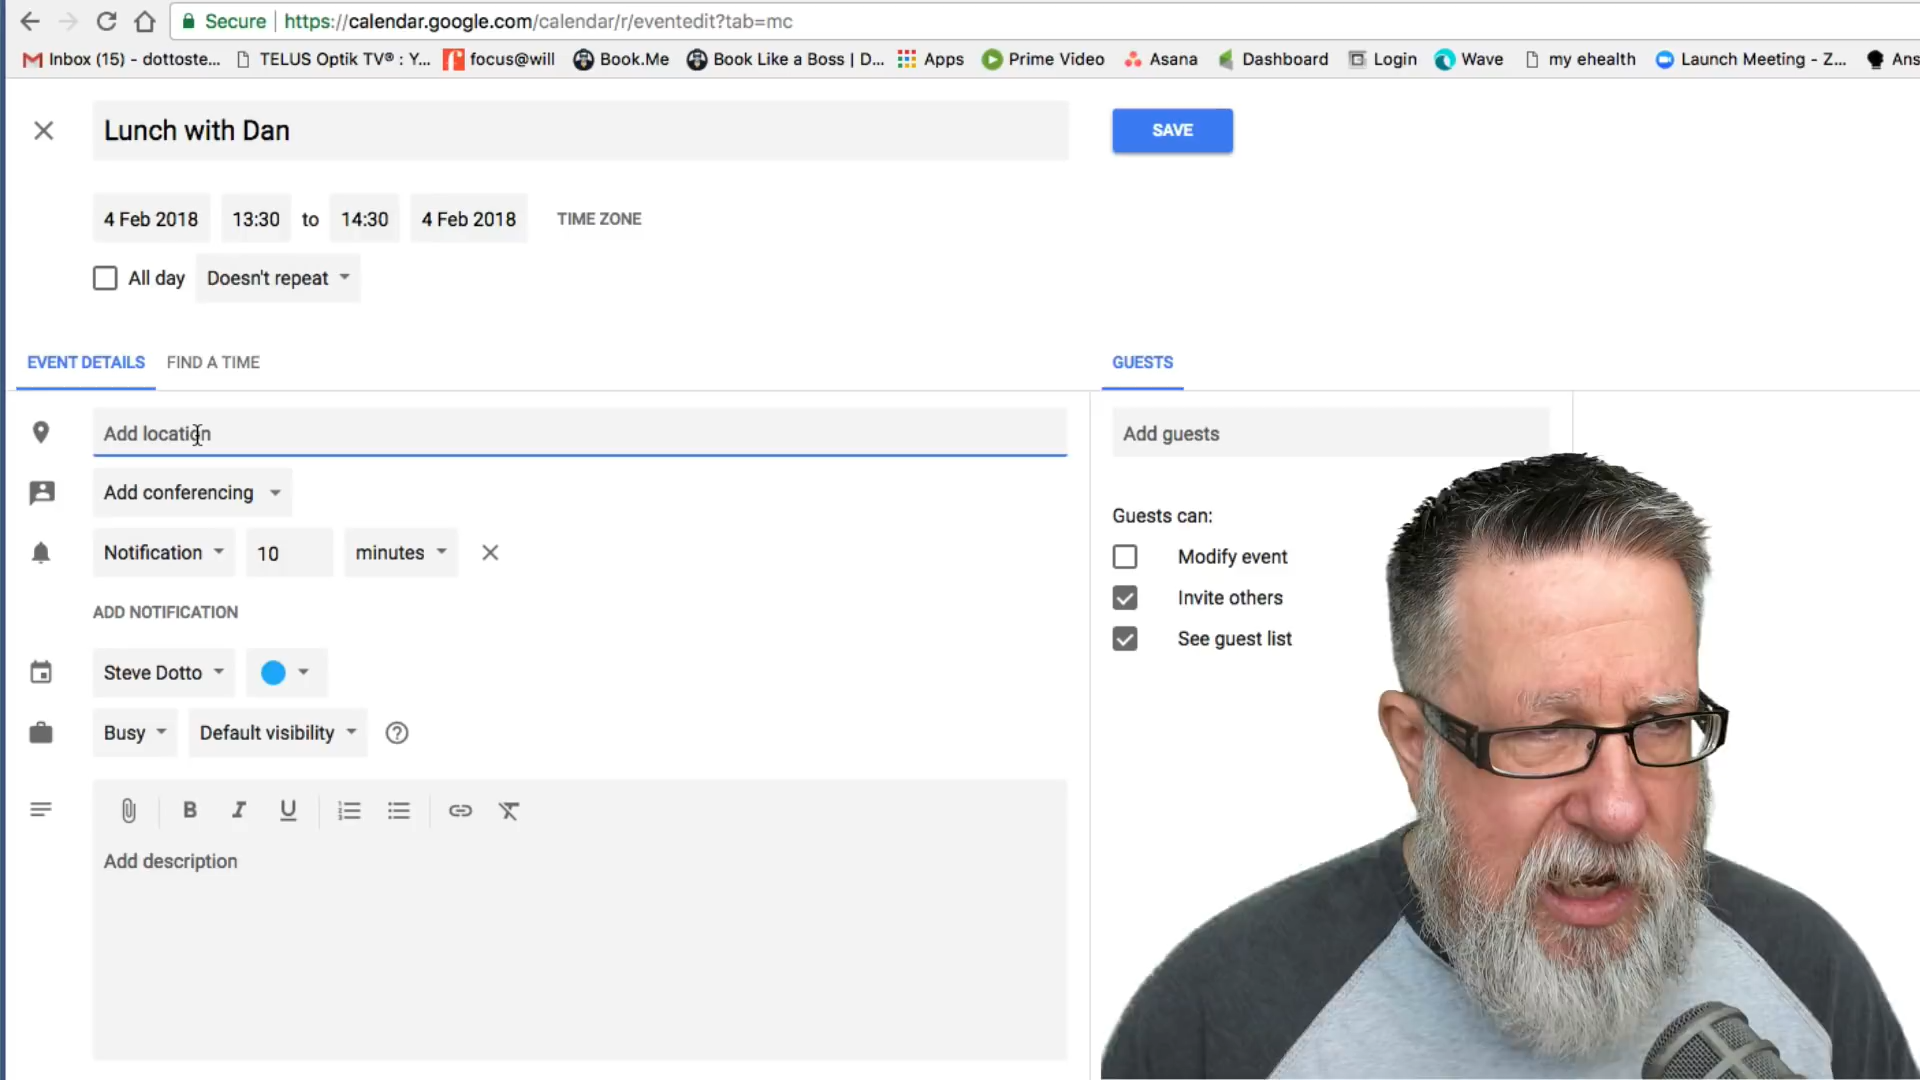 Secure https://calendar.google.com/calendar/r/eventedit?tab=mc
Inbox (15) - dottoste... TELUS Optik TV® : Y... focus@will Book.Me Book Like a Boss | D... Apps Prime Video Asana Dashboard Login Wave my ehealth Launch Meeting - Z... Ans
Lunch with Dan
SAVE
4 Feb 2018 13:30 to 14:30 4 Feb 2018 TIME ZONE
All day Doesn't repeat
EVENT DETAILS FIND A TIME
GUESTS
Add location
Add conferencing
Notification 10 minutes
ADD NOTIFICATION
Steve Dotto
Busy Default visibility
B I U
Add description
Add guests
Guests can:
Modify event
Invite others
See guest list